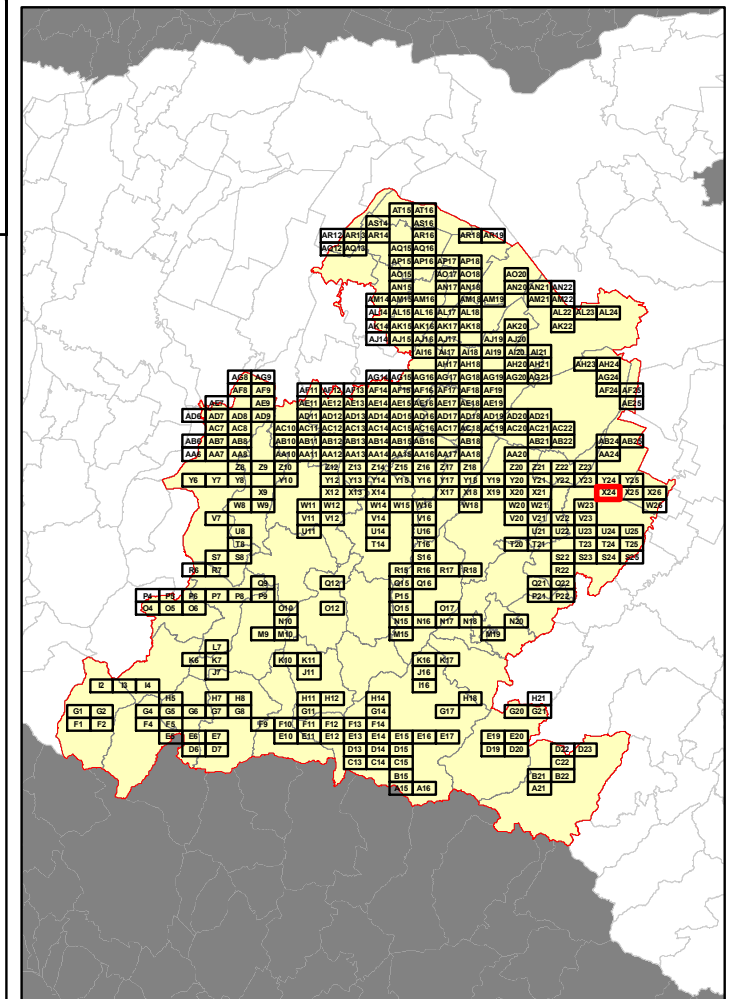 AT15 AT16
AS14 AS16
AR12 AR13 AR14 AR16 AR18 AR19
AQ12 AQ13 AQ15 AQ16
AP15 AP16 AP17 AP18
AO15 AO17 AO18 AO20
AN15 AN17 AN18 AN20 AN21 AN22
AM14 AM15 AM16 AM18 AM19 AM21 AM22
AL14 AL15 AL16 AL17 AL18 AL22 AL23 AL24
AK14 AK15 AK16 AK17 AK18 AK20 AK22
AJ14 AJ15 AJ16 AJ17 AJ19 AJ20
AI16 AI17 AI18 AI19 AI20 AI21
AH17 AH18 AH20 AH21 AH23 AH24
AG8 AG9 AG14 AG15 AG16 AG17 AG18 AG19 AG20 AG21 AG24
AF8 AF9 AF11 AF12 AF13 AF14 AF15 AF16 AF17 AF18 AF19 AF24 AF25
AE7 AE9 AE11 AE12 AE13 AE14 AE15 AE16 AE17 AE18 AE19 AE25
AD6 AD7 AD8 AD9 AD11 AD12 AD13 AD14 AD15 AD16 AD17 AD18 AD19 AD20 AD21
AC7 AC8 AC10 AC11 AC12 AC13 AC14 AC15 AC16 AC17 AC18 AC19 AC20 AC21 AC22
AB6 AB7 AB8 AB10 AB11 AB12 AB13 AB14 AB15 AB16 AB18 AB21 AB22 AB24 AB25
AA6 AA7 AA8 AA10 AA11 AA12 AA13 AA14 AA15 AA16 AA17 AA18 AA20 AA24
Z8 Z9 Z10 Z12 Z13 Z14 Z15 Z16 Z17 Z18 Z20 Z21 Z22 Z23
Y6 Y7 Y8 Y10 Y12 Y13 Y14 Y15 Y16 Y17 Y18 Y19 Y20 Y21 Y22 Y23 Y24 Y25
X9 X12 X13 X14 X17 X18 X19 X20 X21 X24 X25 X26
W8 W9 W11 W12 W14 W15 W16 W18 W20 W21 W23 W26
V7 V11 V12 V14 V16 V20 V21 V22 V23
U8 U11 U14 U16 U21 U22 U23 U24 U25
T8 T14 T16 T20 T21 T23 T24 T25
S7 S8 S16 S22 S23 S24 S25
R6 R7 R15 R16 R17 R18 R22
Q9 Q12 Q15 Q16 Q21 Q22
P4 P5 P6 P7 P8 P9 P15 P21 P22
O4 O5 O6 O10 O12 O15 O17
N10 N15 N16 N17 N18 N20
M9 M10 M15 M19
L7
K6 K7 K10 K11 K16 K17
J7 J11 J16
I2 I3 I4 I16
H5 H7 H8 H11 H12 H14 H18 H21
G1 G2 G4 G5 G6 G7 G8 G11 G14 G17 G20 G21
F1 F2 F4 F5 F9 F10 F11 F12 F13 F14
E5 E6 E7 E10 E11 E12 E13 E14 E15 E16 E17 E19 E20
D6 D7 D13 D14 D15 D19 D20 D22 D23
C13 C14 C15 C22
B15 B21 B22
A15 A16 A21